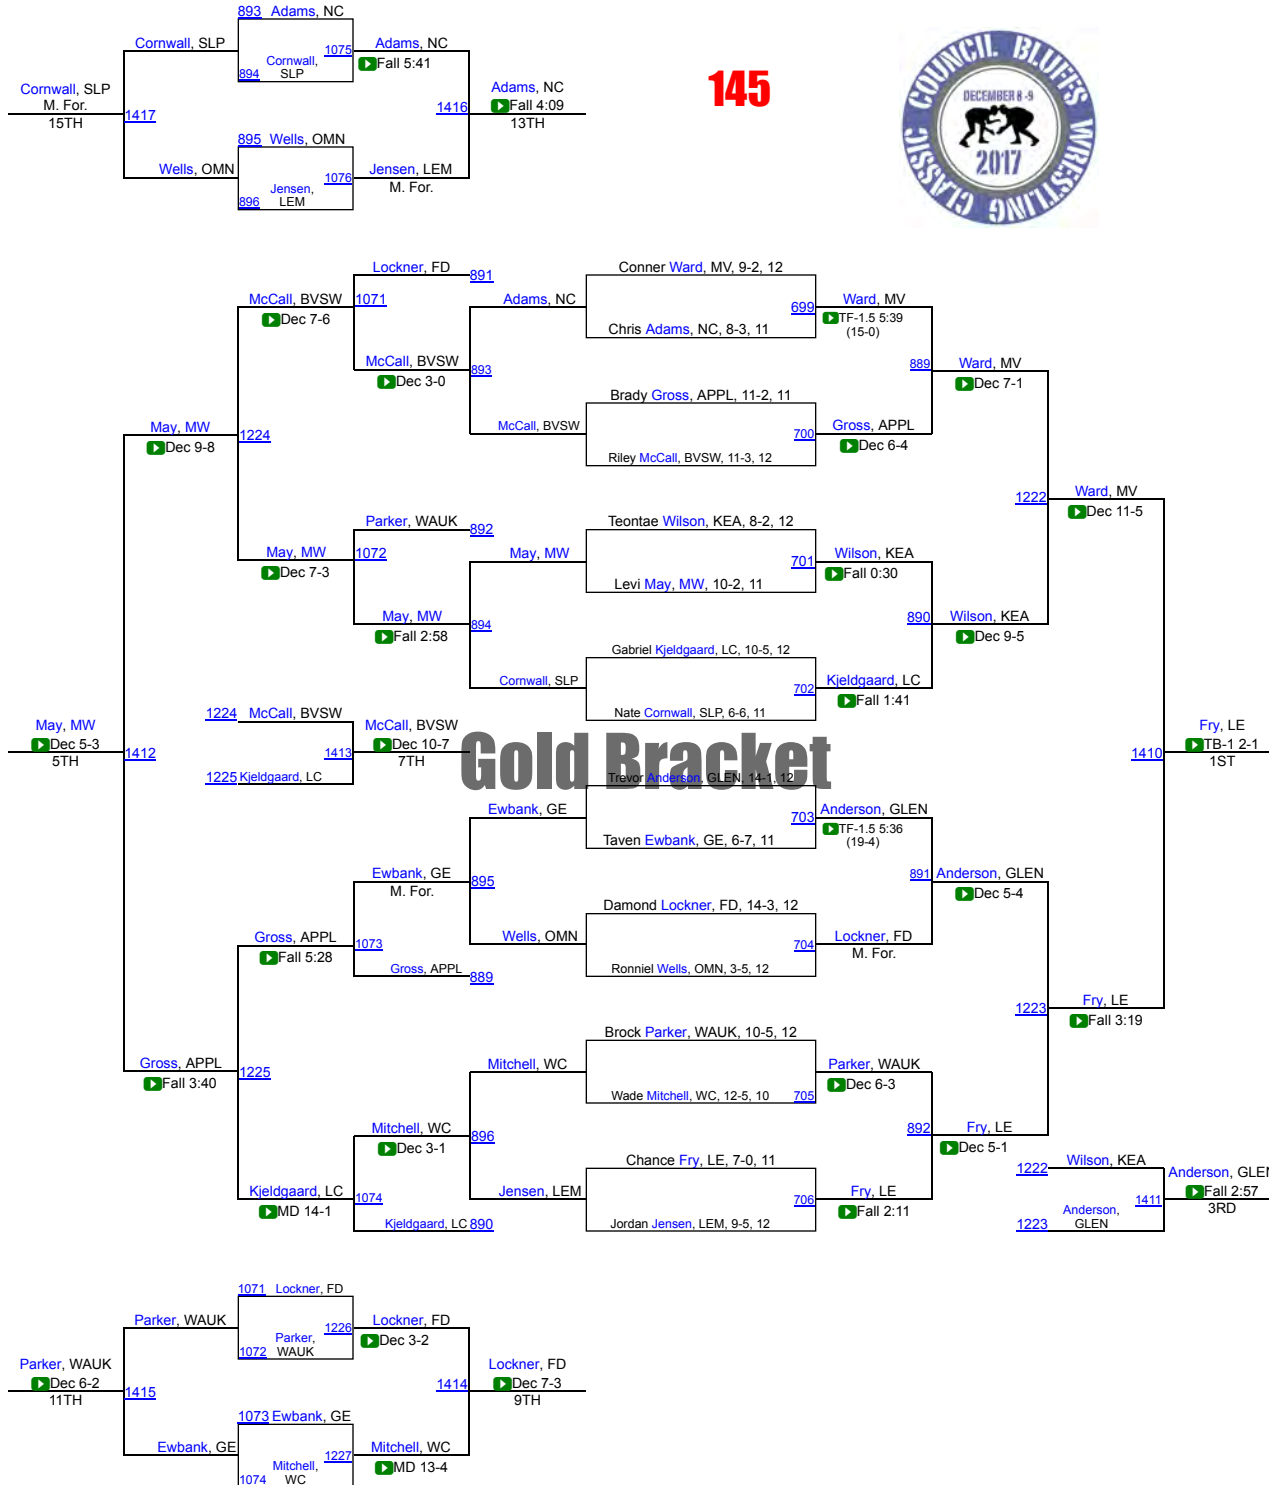 893 Adams, NC
Cornwall, SLP
1075
Adams, NC
Cornwall,
894 SLP
Fall 5:41
Cornwall, SLP
M. For.
15TH
1417
1416
Adams, NC
Fall 4:09
13TH
895 Wells, OMN
Wells, OMN
1076
Jensen, LEM
M. For.
Jensen,
896 LEM
145
COUNCIL BLUFFS WRESTLING CLASSIC
DECEMBER 8-9
2017
Lockner, FD
891
Conner Ward, MV, 9-2, 12
McCall, BVSW
Dec 7-6
1071
Adams, NC
699
Ward, MV
TF-1.5 5:39
(15-0)
Chris Adams, NC, 8-3, 11
McCall, BVSW
Dec 3-0
893
889
Ward, MV
Dec 7-1
Brady Gross, APPL, 11-2, 11
May, MW
Dec 9-8
1224
McCall, BVSW
700
Gross, APPL
Dec 6-4
Riley McCall, BVSW, 11-3, 12
1222
Ward, MV
Dec 11-5
Parker, WAUK
892
Teontae Wilson, KEA, 8-2, 12
May, MW
Dec 7-3
1072
May, MW
701
Wilson, KEA
Fall 0:30
Levi May, MW, 10-2, 11
May, MW
Fall 2:58
894
890
Wilson, KEA
Dec 9-5
Gabriel Kjeldgaard, LC, 10-5, 12
Cornwall, SLP
702
Kjeldgaard, LC
Fall 1:41
Nate Cornwall, SLP, 6-6, 11
1224 McCall, BVSW
May, MW
Dec 5-3
5TH
1412
1413
McCall, BVSW
Dec 10-7
7TH
1225 Kjeldgaard, LC
Gold Bracket
1410
Fry, LE
TB-1 2-1
1ST
Trevor Anderson, GLEN, 14-1, 12
Ewbank, GE
703
Anderson, GLEN
TF-1.5 5:36
(19-4)
Taven Ewbank, GE, 6-7, 11
Ewbank, GE
M. For.
895
891
Anderson, GLEN
Dec 5-4
Damond Lockner, FD, 14-3, 12
Gross, APPL
Fall 5:28
1073
Wells, OMN
704
Lockner, FD
M. For.
Gross, APPL
889
Ronniel Wells, OMN, 3-5, 12
1223
Fry, LE
Fall 3:19
Brock Parker, WAUK, 10-5, 12
Gross, APPL
Fall 3:40
1225
Mitchell, WC
Parker, WAUK
Dec 6-3
Wade Mitchell, WC, 12-5, 10
705
Mitchell, WC
Dec 3-1
896
892
Fry, LE
Dec 5-1
Chance Fry, LE, 7-0, 11
Kjeldgaard, LC
MD 14-1
1074
Jensen, LEM
706
Fry, LE
Fall 2:11
Kjeldgaard, LC 890
Jordan Jensen, LEM, 9-5, 12
1222
Wilson, KEA
1411
Anderson, GLEN
Fall 2:57
3RD
Anderson,
1223 GLEN
1071 Lockner, FD
Parker, WAUK
1226
Lockner, FD
Dec 3-2
Parker,
1072 WAUK
Parker, WAUK
Dec 6-2
11TH
1415
1414
Lockner, FD
Dec 7-3
9TH
1073 Ewbank, GE
Ewbank, GE
1227
Mitchell, WC
MD 13-4
Mitchell,
1074 WC